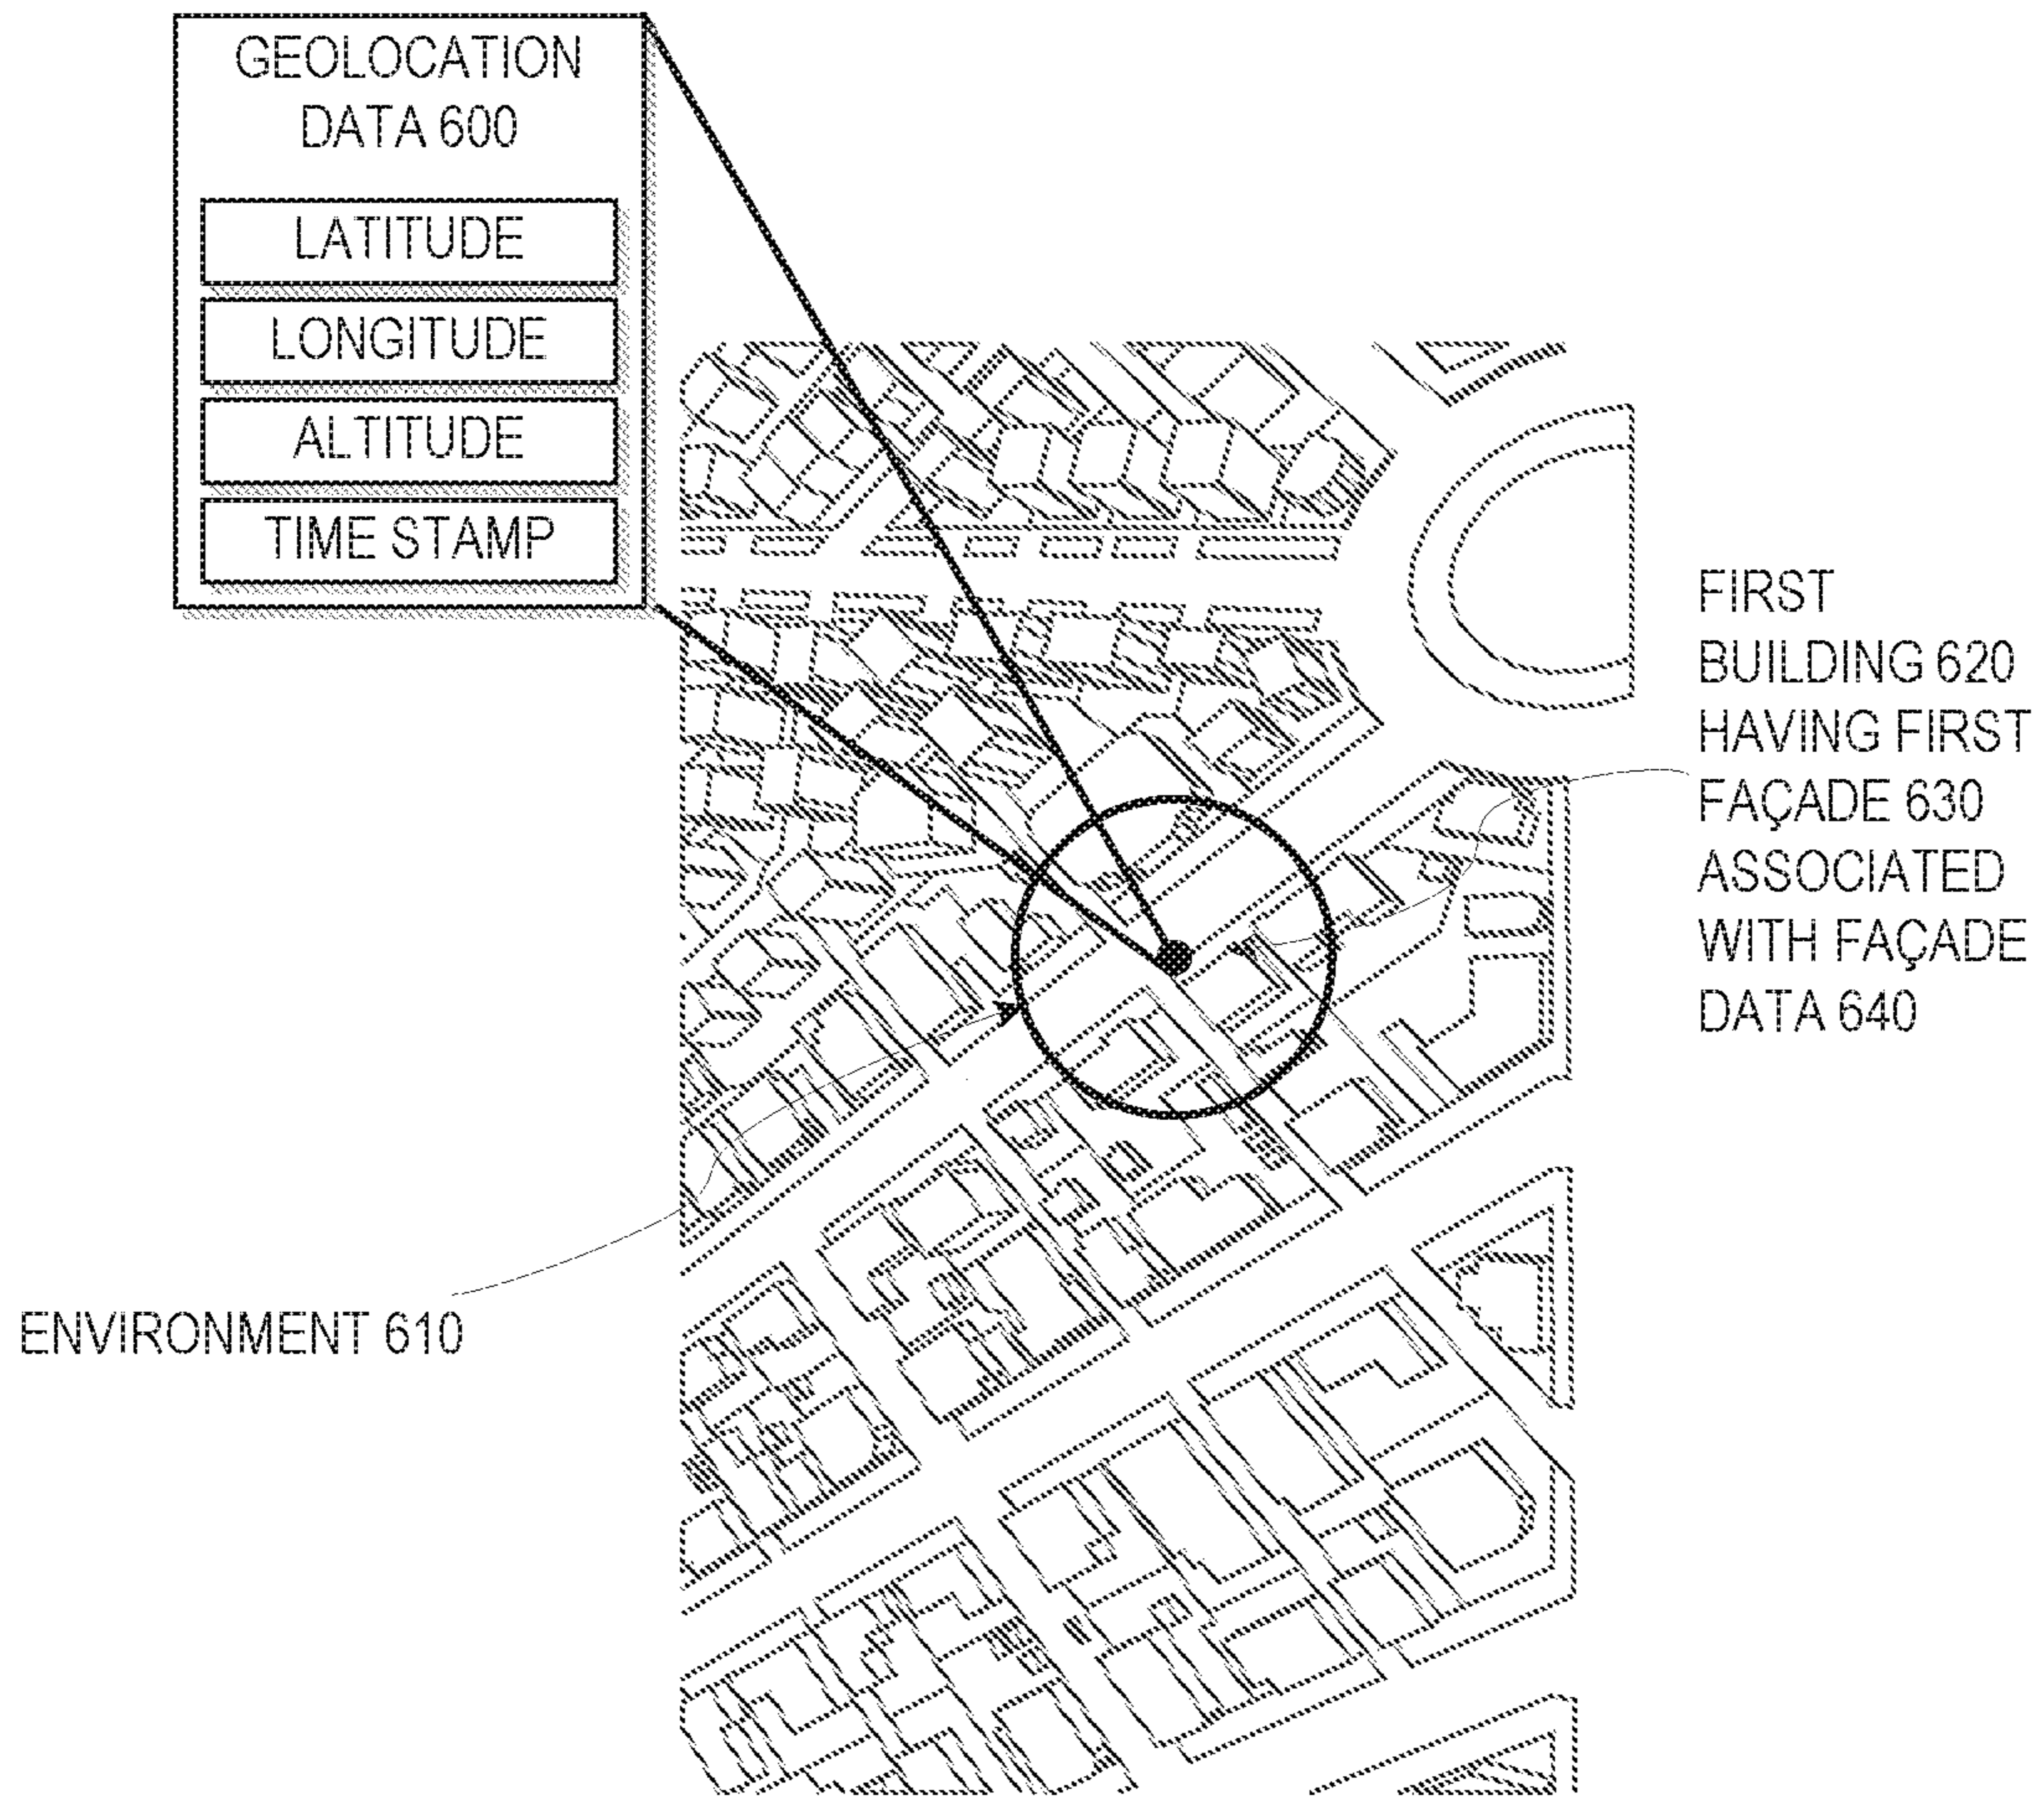 GEOLOCATION
DATA 600
LATITUDE
LONGITUDE
ALTITUDE
TIME STAMP
FIRST
BUILDING 620
HAVING FIRST
FAÇADE 630
ASSOCIATED
WITH FAÇADE
DATA 640
ENVIRONMENT 610